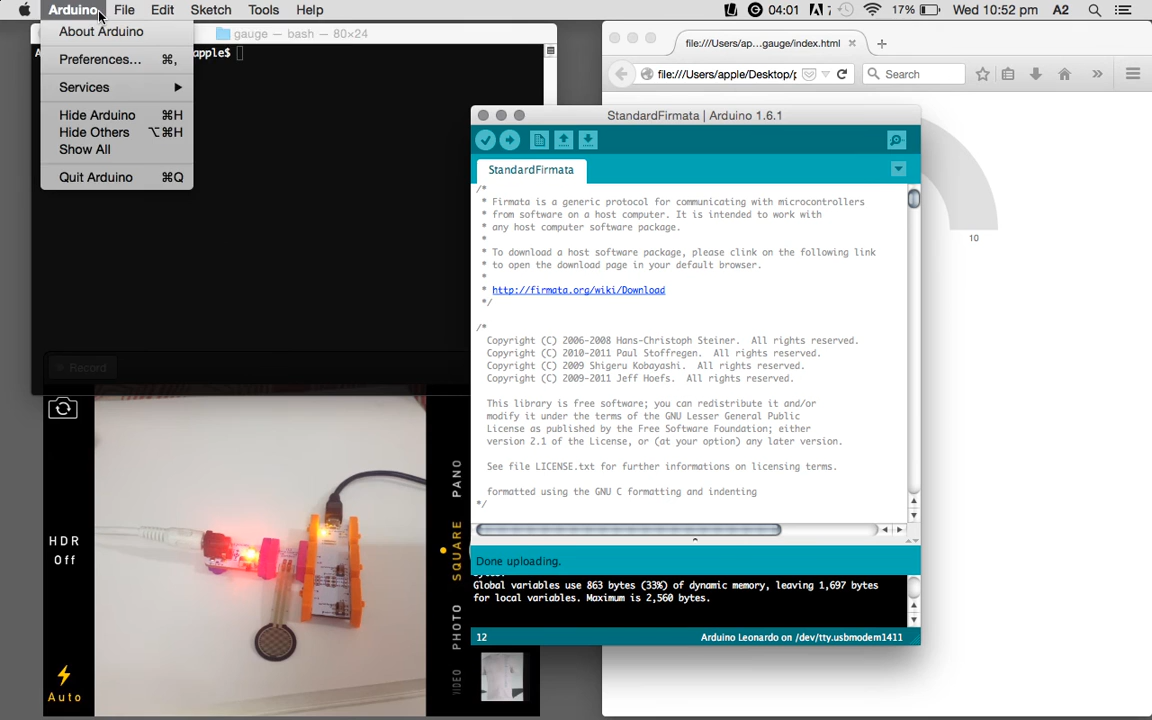 Arduino File Edit Sketch Tools Help
04:01 17% Wed 10:52 pm A2
About Arduino
Preferences... ⌘,
Services
Hide Arduino ⌘H
Hide Others ⌥⌘H
Show All
Quit Arduino ⌘Q
gauge — bash — 80×24
apple$
Record
HDR
Off
Auto
PANO
SQUARE
PHOTO
VIDEO
file:///Users/ap...gauge/index.html
file:///Users/apple/Desktop/p
Search
10
StandardFirmata | Arduino 1.6.1
StandardFirmata
/*
* Firmata is a generic protocol for communicating with microcontrollers
* from software on a host computer. It is intended to work with
* any host computer software package.
*
* To download a host software package, please clink on the following link
* to open the download page in your default browser.
*
* http://firmata.org/wiki/Download
*/
/*
Copyright (C) 2006-2008 Hans-Christoph Steiner. All rights reserved.
Copyright (C) 2010-2011 Paul Stoffregen. All rights reserved.
Copyright (C) 2009 Shigeru Kobayashi. All rights reserved.
Copyright (C) 2009-2011 Jeff Hoefs. All rights reserved.
This library is free software; you can redistribute it and/or
modify it under the terms of the GNU Lesser General Public
License as published by the Free Software Foundation; either
version 2.1 of the License, or (at your option) any later version.
See file LICENSE.txt for further informations on licensing terms.
formatted using the GNU C formatting and indenting
*/
Done uploading.
Global variables use 863 bytes (33%) of dynamic memory, leaving 1,697 bytes
for local variables. Maximum is 2,560 bytes.
12 Arduino Leonardo on /dev/tty.usbmodem1411